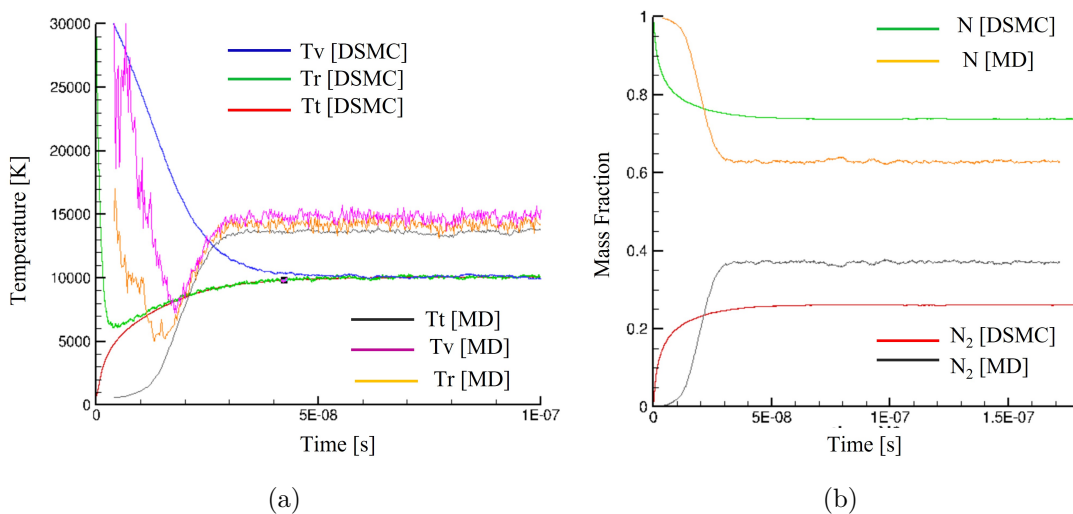 30000
25000
20000
15000
10000
5000
0
Temperature [K]
Tv [DSMC]
Tr [DSMC]
Tt [DSMC]
Tt [MD]
Tv [MD]
Tr [MD]
0
5E-08
1E-07
Time [s]
(a)
1
0.8
0.6
0.4
0.2
0
Mass Fraction
N [DSMC]
N [MD]
N₂ [DSMC]
N₂ [MD]
0
5E-08
1E-07
1.5E-07
Time [s]
(b)